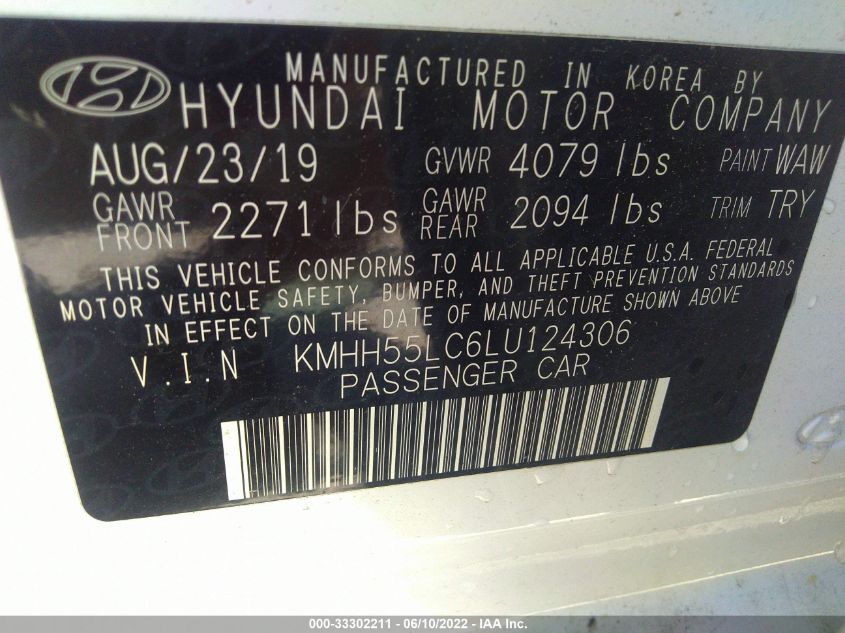 MANUFACTURED IN KOREA BY
HYUNDAI MOTOR COMPANY
AUG/23/19 GVWR 4079 lbs PAINT WAW
GAWR FRONT 2271 lbs GAWR REAR 2094 lbs TRIM TRY
THIS VEHICLE CONFORMS TO ALL APPLICABLE U.S.A. FEDERAL
MOTOR VEHICLE SAFETY, BUMPER, AND THEFT PREVENTION STANDARDS
IN EFFECT ON THE DATE OF MANUFACTURE SHOWN ABOVE
V.I.N KMHH55LC6LU124306
PASSENGER CAR
000-33302211 - 06/10/2022 - IAA Inc.